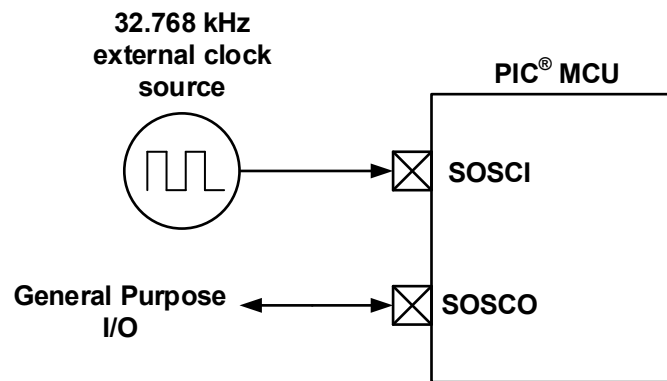 32.768 kHz
external clock
source
PIC® MCU
SOSCI
General Purpose
I/O
SOSCO